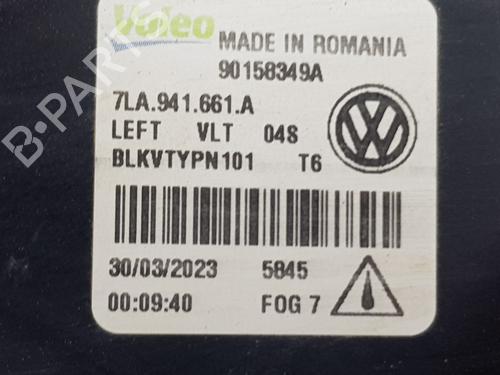 Valeo
MADE IN ROMANIA
90158349A
7LA.941.661.A
LEFT VLT 048
BLKVTYPN101 T6
30/03/2023 5845
00:09:40 FOG 7